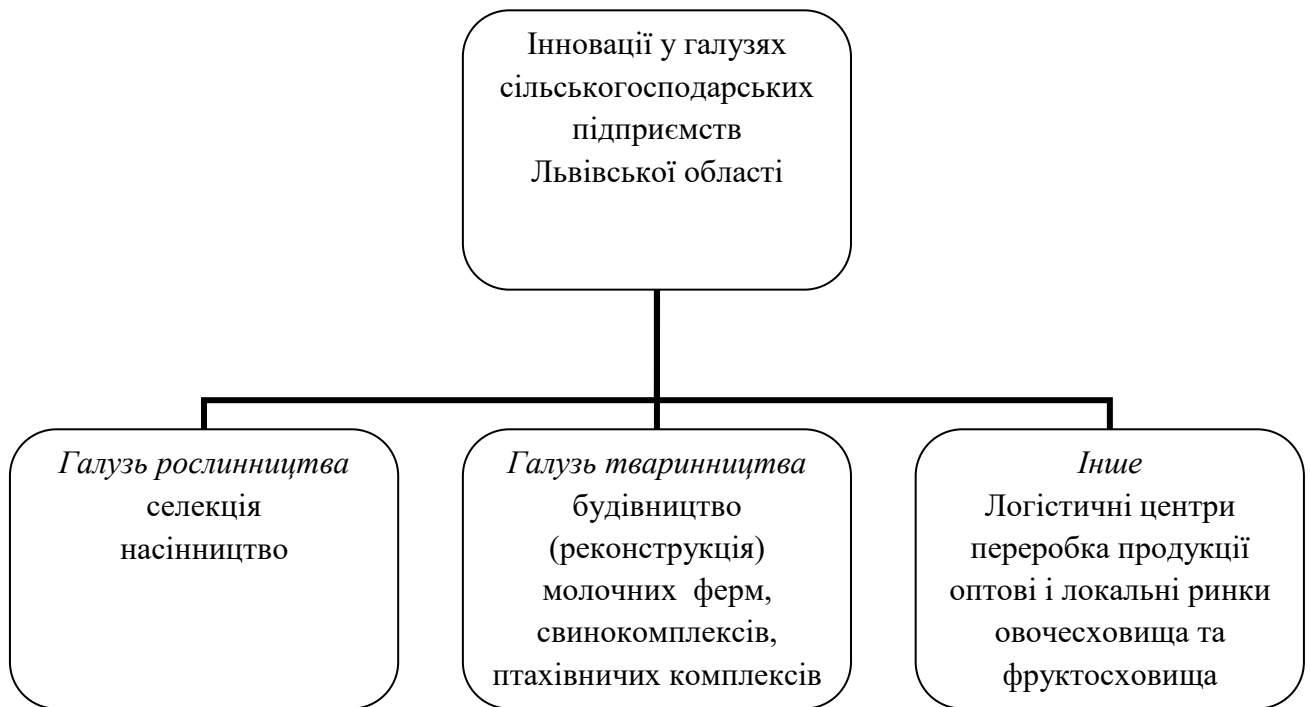 Інновації у галузях
сільськогосподарських
підприємств
Львівської області
Галузь рослинництва
селекція
насінництво
Галузь тваринництва
будівництво
(реконструкція)
молочних ферм,
свинокомплексів,
птахівничих комплексів
Інше
Логістичні центри
переробка продукції
оптові і локальні ринки
овочесховища та
фруктосховища